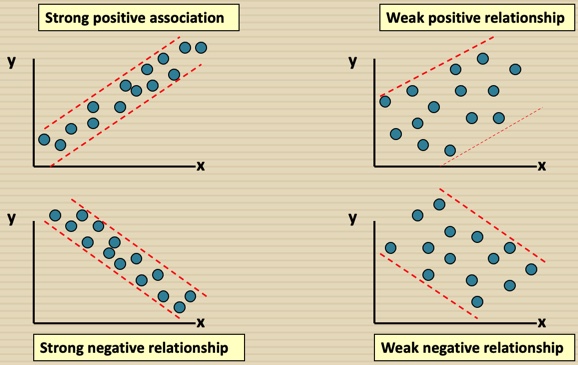 Strong positive association
Weak positive relationship
y
x
y
x
y
x
y
x
Strong negative relationship
Weak negative relationship